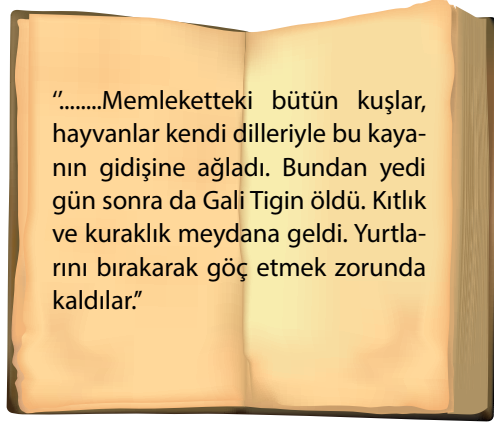 "........Memleketteki bütün kuşlar,
hayvanlar kendi dilleriyle bu kaya-
nın gidişine ağladı. Bundan yedi
gün sonra da Gali Tigin öldü. Kıtlık
ve kuraklık meydana geldi. Yurtla-
rını bırakarak göç etmek zorunda
kaldılar."